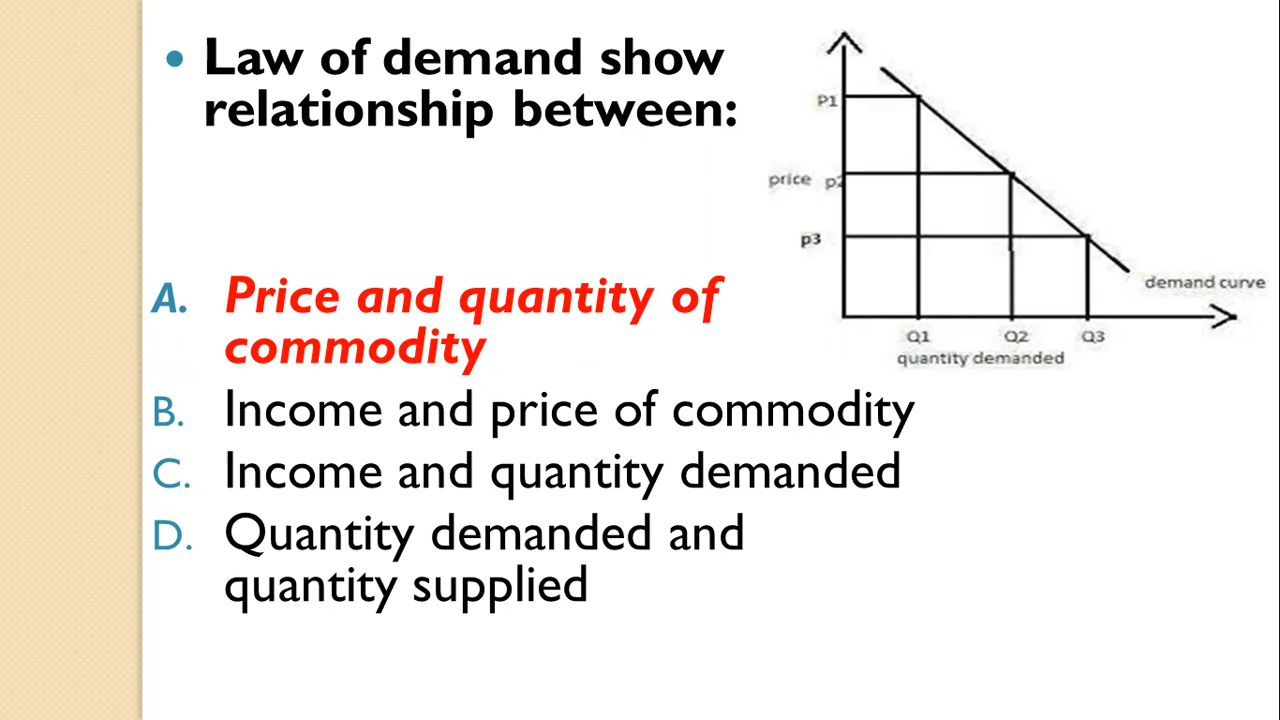 • Law of demand show
relationship between:
A. Price and quantity of
commodity
B. Income and price of commodity
C. Income and quantity demanded
D. Quantity demanded and
quantity supplied
P1
price p2
p3
demand curve
Q1 Q2 Q3
quantity demanded